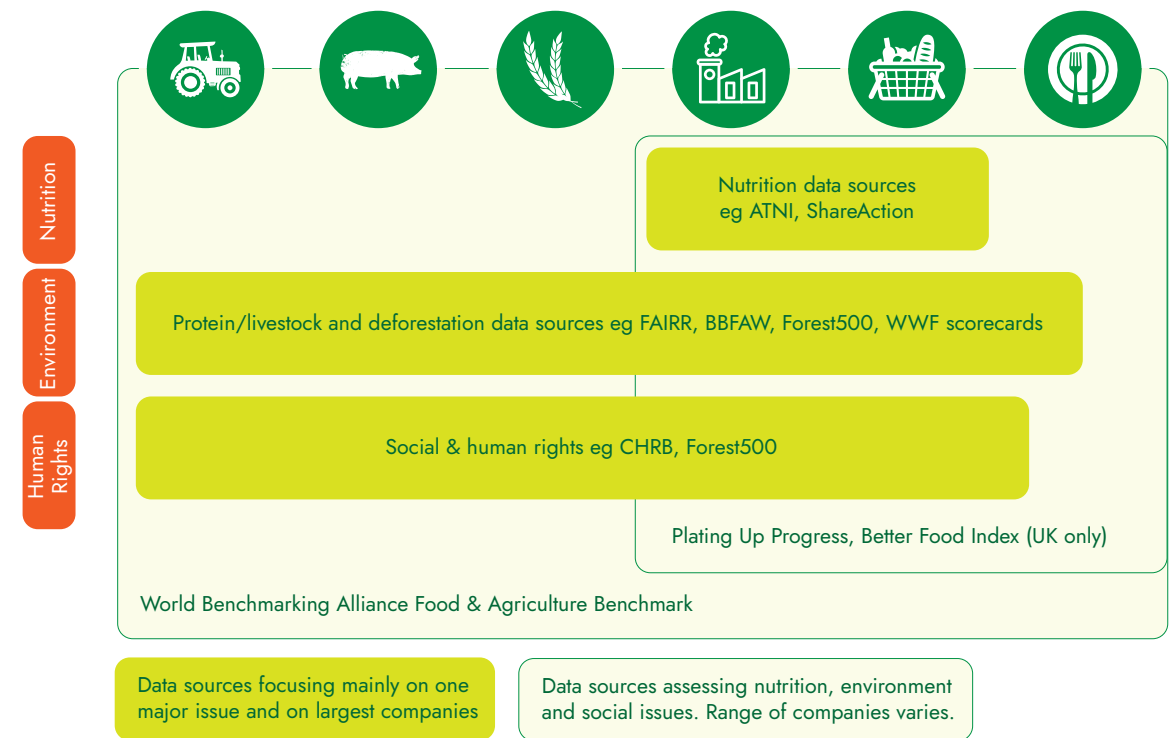 Nutrition
Nutrition data sources
eg ATNI, ShareAction
Environment
Protein/livestock and deforestation data sources eg FAIRR, BBFAW, Forest500, WWF scorecards
Human
Rights
Social & human rights eg CHRB, Forest500
Plating Up Progress, Better Food Index (UK only)
World Benchmarking Alliance Food & Agriculture Benchmark
Data sources focusing mainly on one
major issue and on largest companies
Data sources assessing nutrition, environment
and social issues. Range of companies varies.